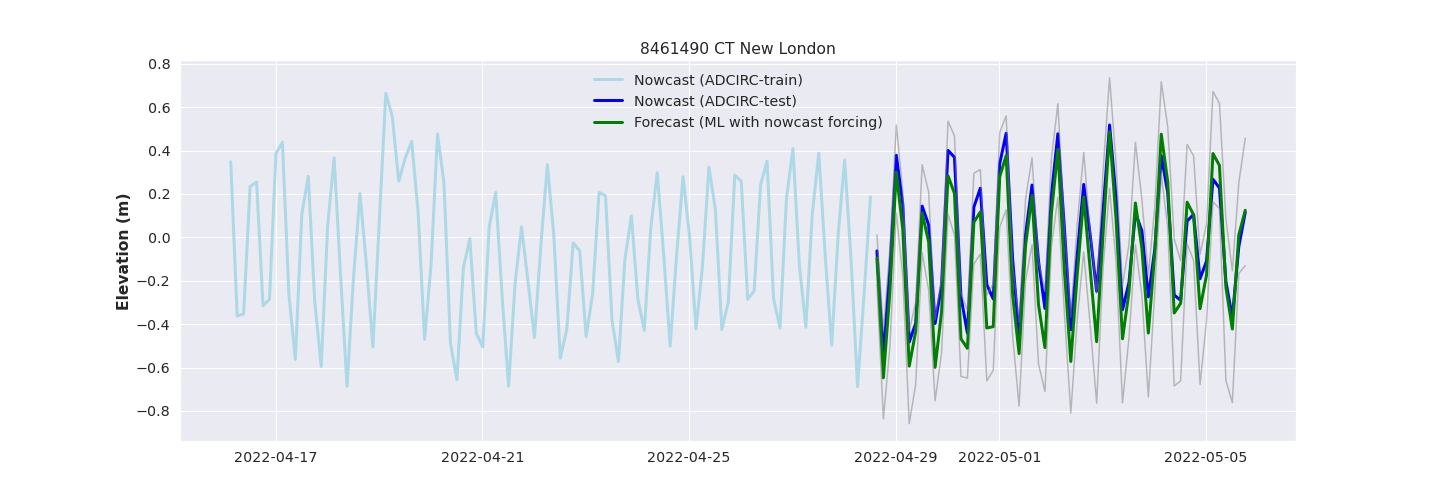 8461490 CT New London
Nowcast (ADCIRC-train)
Nowcast (ADCIRC-test)
Forecast (ML with nowcast forcing)
Elevation (m)
0.8
0.6
0.4
0.2
0.0
−0.2
−0.4
−0.6
−0.8
2022-04-17 2022-04-21 2022-04-25 2022-04-29 2022-05-01 2022-05-05